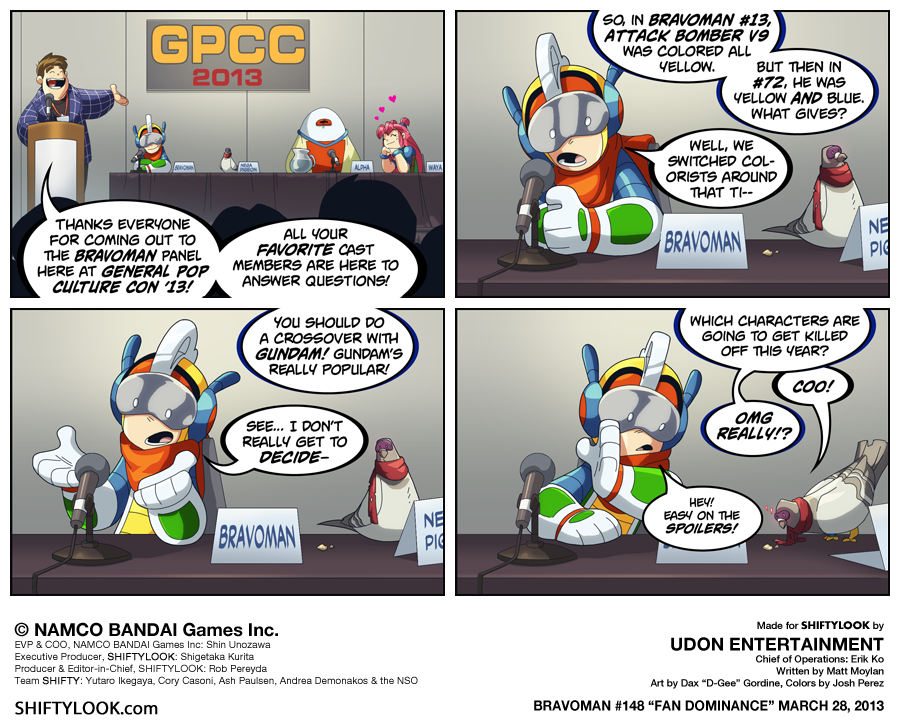 GPCC
2013
BRAVOMAN
NEGA
PIGEON
ALPHA
WAYA
THANKS EVERYONE
FOR COMING OUT TO
THE BRAVOMAN PANEL
HERE AT GENERAL POP
CULTURE CON '13!
ALL YOUR
FAVORITE CAST
MEMBERS ARE HERE TO
ANSWER QUESTIONS!
SO, IN BRAVOMAN #13,
ATTACK BOMBER V9
WAS COLORED ALL
YELLOW.
BUT THEN IN
#72, HE WAS
YELLOW AND BLUE.
WHAT GIVES?
WELL, WE
SWITCHED COL-
ORISTS AROUND
THAT TI--
BRAVOMAN
NE
PIG
YOU SHOULD DO
A CROSSOVER WITH
GUNDAM! GUNDAM'S
REALLY POPULAR!
SEE... I DON'T
REALLY GET TO
DECIDE-
BRAVOMAN
NE
PIG
WHICH CHARACTERS ARE
GOING TO GET KILLED
OFF THIS YEAR?
COO!
OMG
REALLY!?
HEY!
EASY ON THE
SPOILERS!
© NAMCO BANDAI Games Inc.
EVP & COO, NAMCO BANDAI Games Inc: Shin Unozawa
Executive Producer, SHIFTYLOOK: Shigetaka Kurita
Producer & Editor-in-Chief, SHIFTYLOOK: Rob Pereyda
Team SHIFTY: Yutaro Ikegaya, Cory Casoni, Ash Paulsen, Andrea Demonakos & the NSO
SHIFTYLOOK.com
Made for SHIFTYLOOK by
UDON ENTERTAINMENT
Chief of Operations: Erik Ko
Written by Matt Moylan
Art by Dax "D-Gee" Gordine, Colors by Josh Perez
BRAVOMAN #148 "FAN DOMINANCE" MARCH 28, 2013